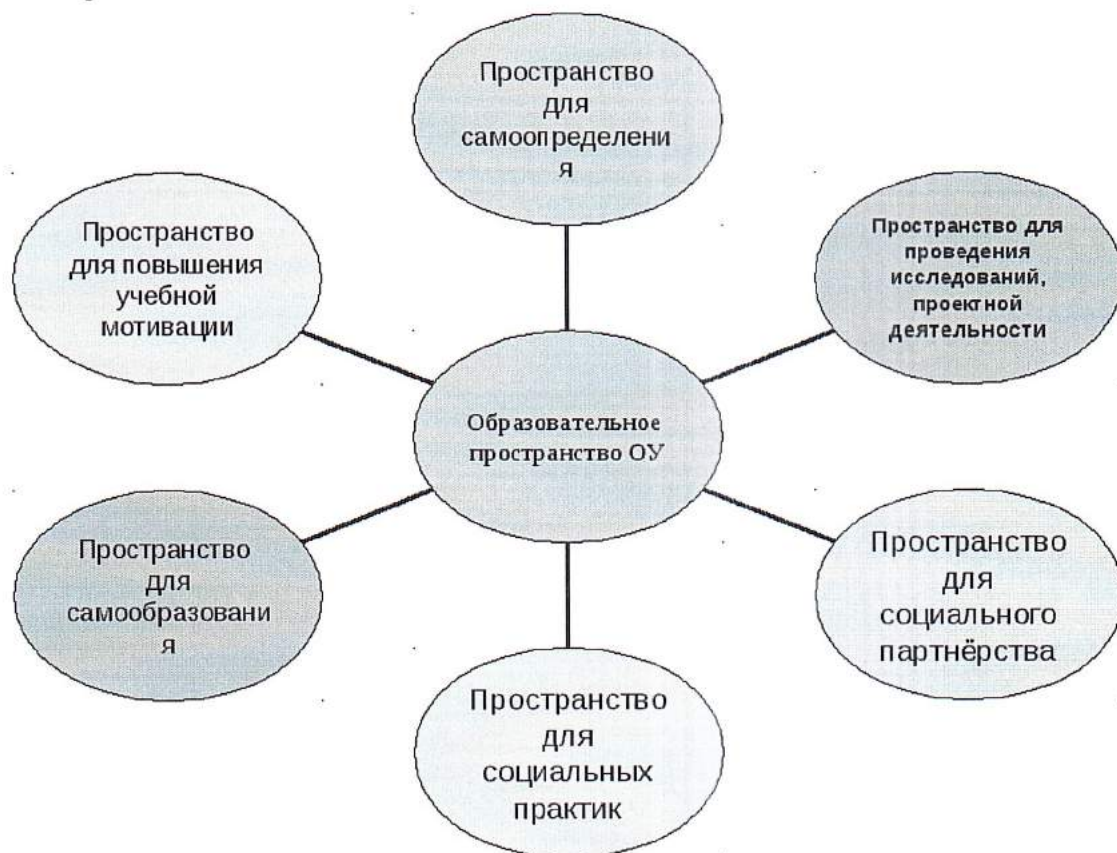 Пространство
для
самоопределени
я
Пространство
для повышения
учебной
мотивации
Пространство для
проведения
исследований,
проектной
деятельности
Образовательное
пространство ОУ
Пространство
для
самообразовани
я
Пространство
для
социального
партнёрства
Пространство
для
социальных
практик